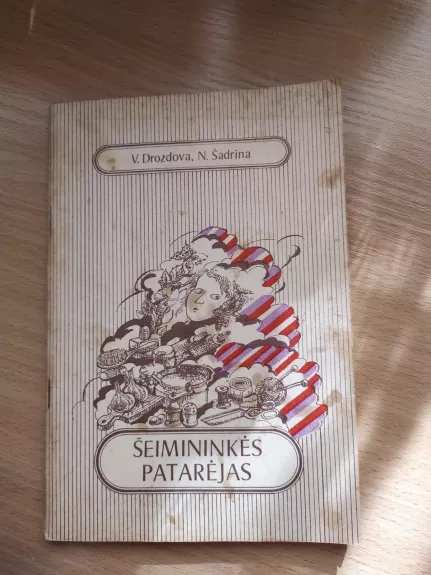 V. Drozdova, N. Šadrina
ŠEIMININKĖS
PATARĖJAS